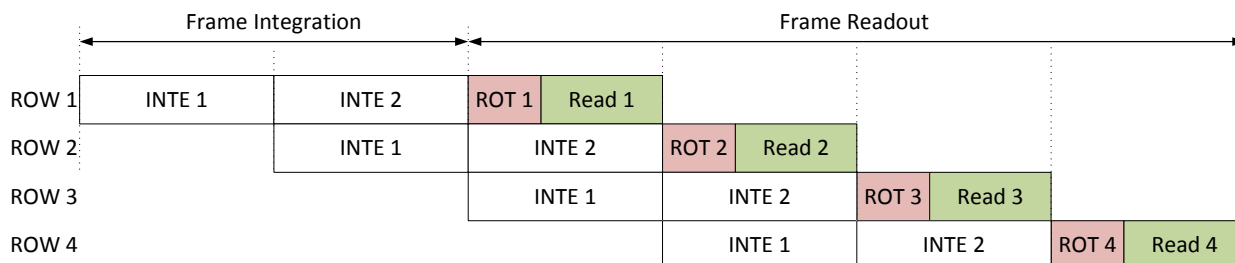 Frame Integration Frame Readout
ROW 1 INTE 1 INTE 2 ROT 1 Read 1
ROW 2 INTE 1 INTE 2 ROT 2 Read 2
ROW 3 INTE 1 INTE 2 ROT 3 Read 3
ROW 4 INTE 1 INTE 2 ROT 4 Read 4